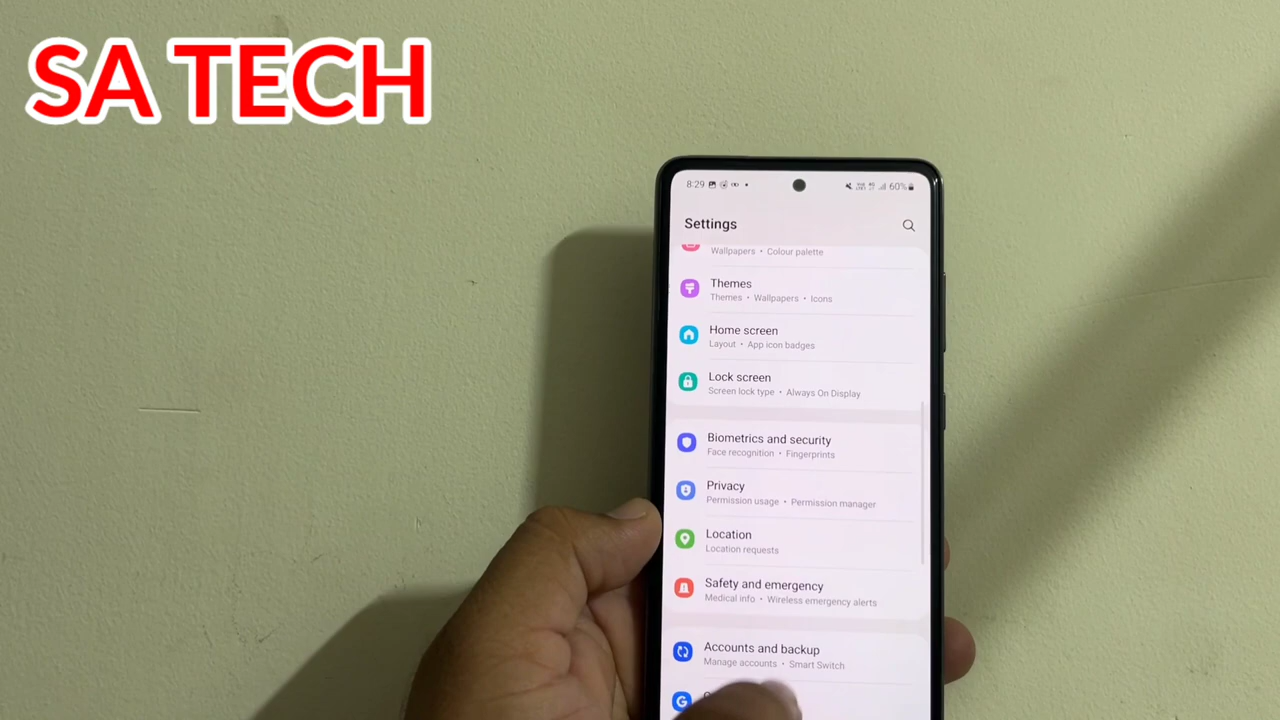 SA TECH
8:29
60%
Settings
Wallpapers • Colour palette
Themes
Themes • Wallpapers • Icons
Home screen
Layout • App icon badges
Lock screen
Screen lock type • Always On Display
Biometrics and security
Face recognition • Fingerprints
Privacy
Permission usage • Permission manager
Location
Location requests
Safety and emergency
Medical info • Wireless emergency alerts
Accounts and backup
Manage accounts • Smart Switch